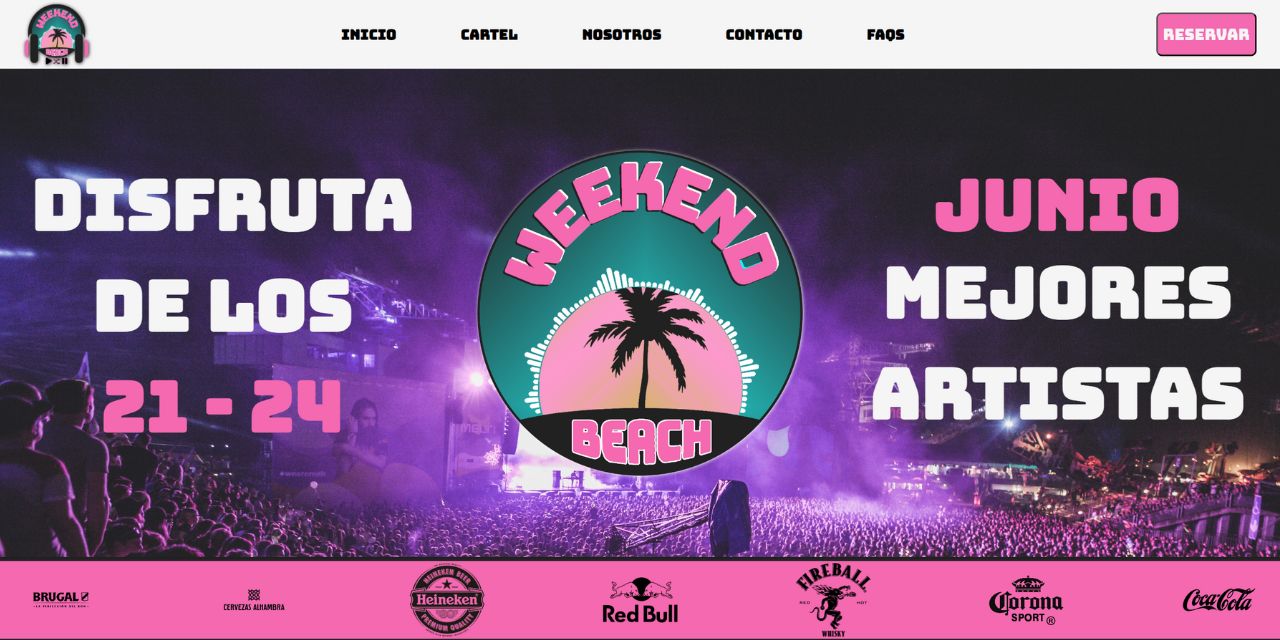 WEEKEND
BEACH
INICIO
CARTEL
NOSOTROS
CONTACTO
FAQS
RESERVAR
DISFRUTA
DE LOS
21 - 24
WEEKEND
BEACH
JUNIO
MEJORES
ARTISTAS
BRUGAL
CERVEZAS ALHAMBRA
HEINEKEN BEER
Heineken
PREMIUM QUALITY
Red Bull
FIREBALL
RED HOT
WHISKY
Corona
SPORT ®
Coca-Cola